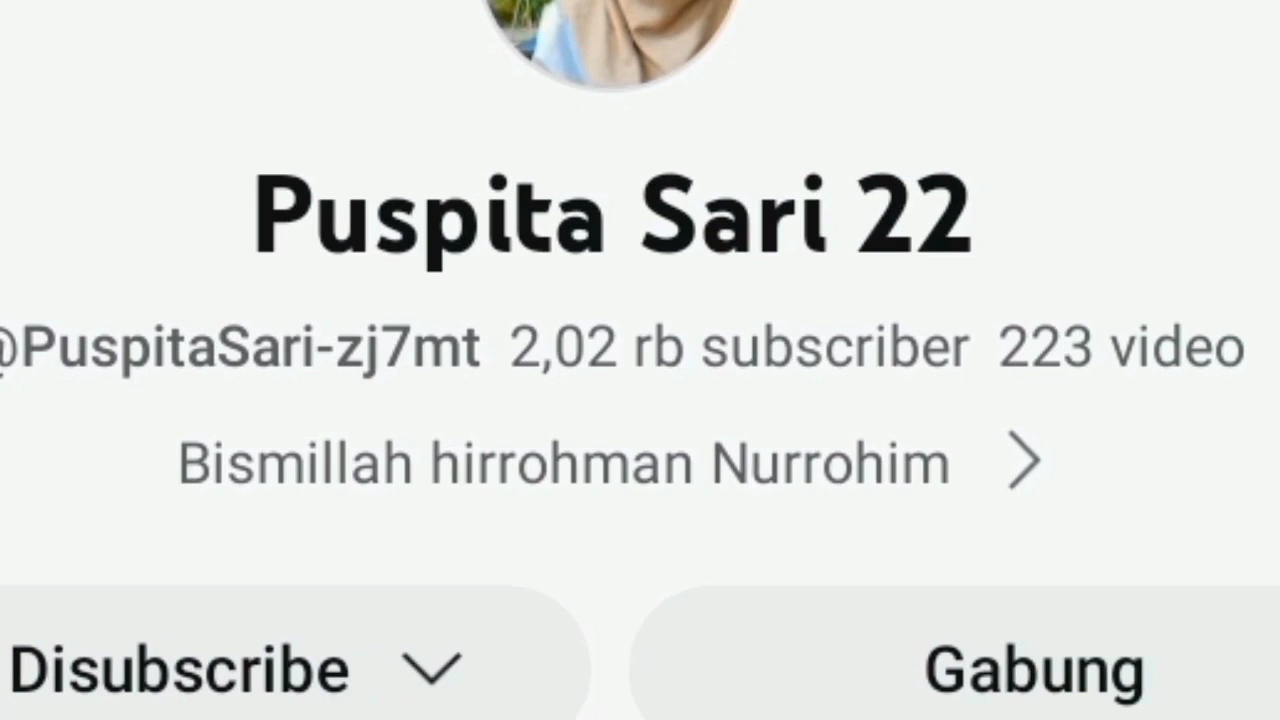 Puspita Sari 22
@PuspitaSari-zj7mt 2,02 rb subscriber 223 video
Bismillah hirrohman Nurrohim
Disubscribe
Gabung